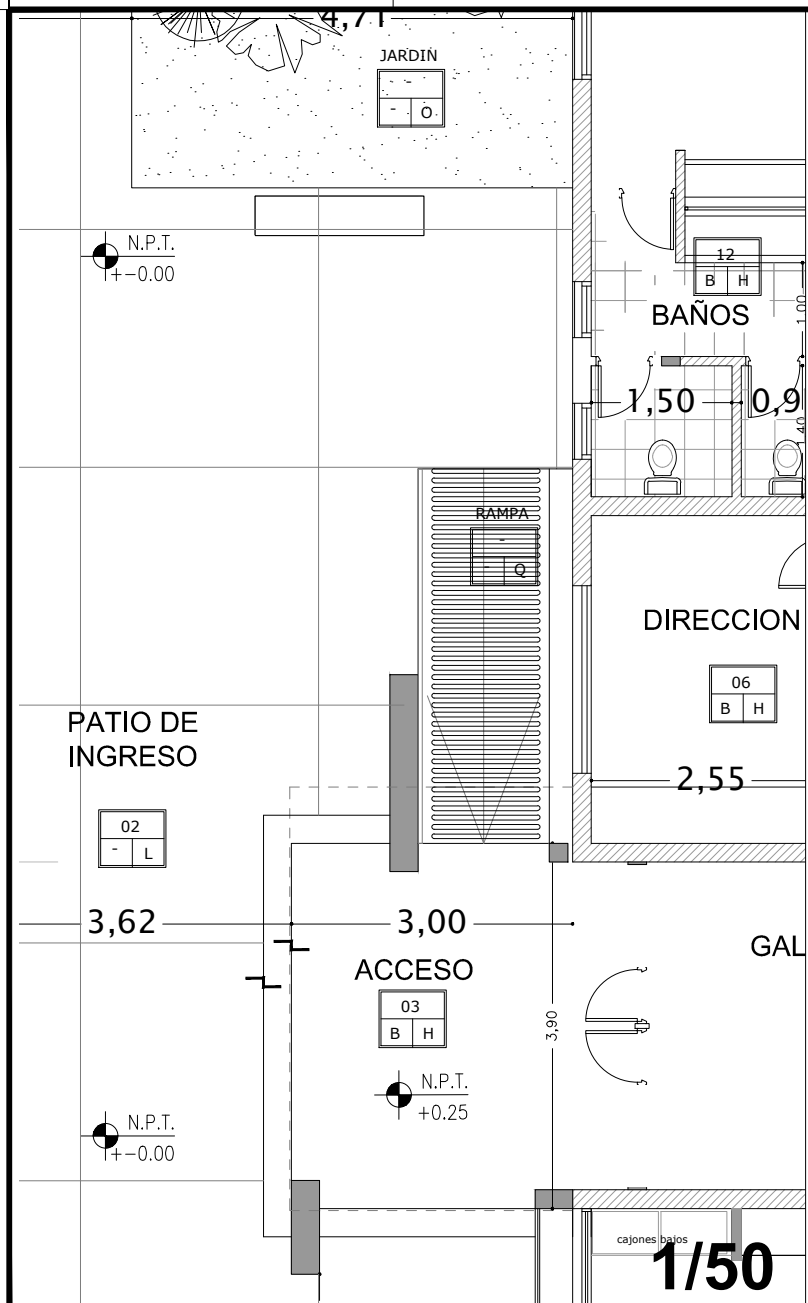 4,71
JARDIN
-
- O
N.P.T.
+-0.00
12
B H
BAÑOS
1.00
1,50
0,9
RAMPA
-
- Q
DIRECCION
06
B H
2,55
PATIO DE
INGRESO
02
- L
3,62
3,00
GAL
ACCESO
03
B H
3,90
N.P.T.
+0.25
N.P.T.
+-0.00
cajones bajos
1/50